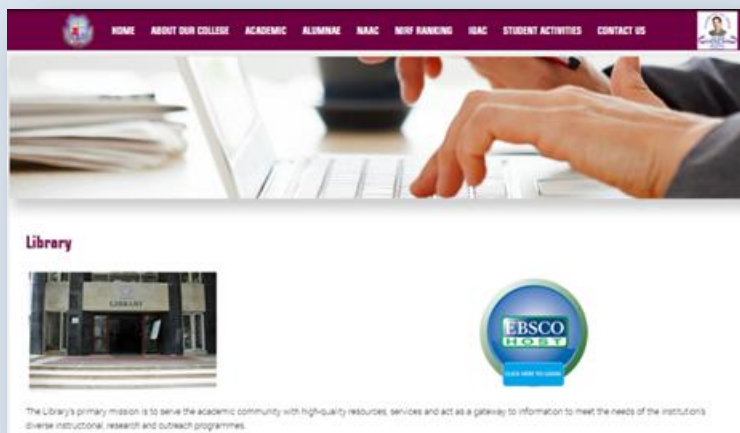 HOME ABOUT OUR COLLEGE ACADEMIC ALUMNAE NAAC NIRF RANKING IQAC STUDENT ACTIVITIES CONTACT US
Library
LIBRARY
EBSCO
HOST
CLICK HERE TO LOGIN
The Library's primary mission is to serve the academic community with high-quality resources, services and act as a gateway to information to meet the needs of the institution's
diverse instructional, research and outreach programmes.